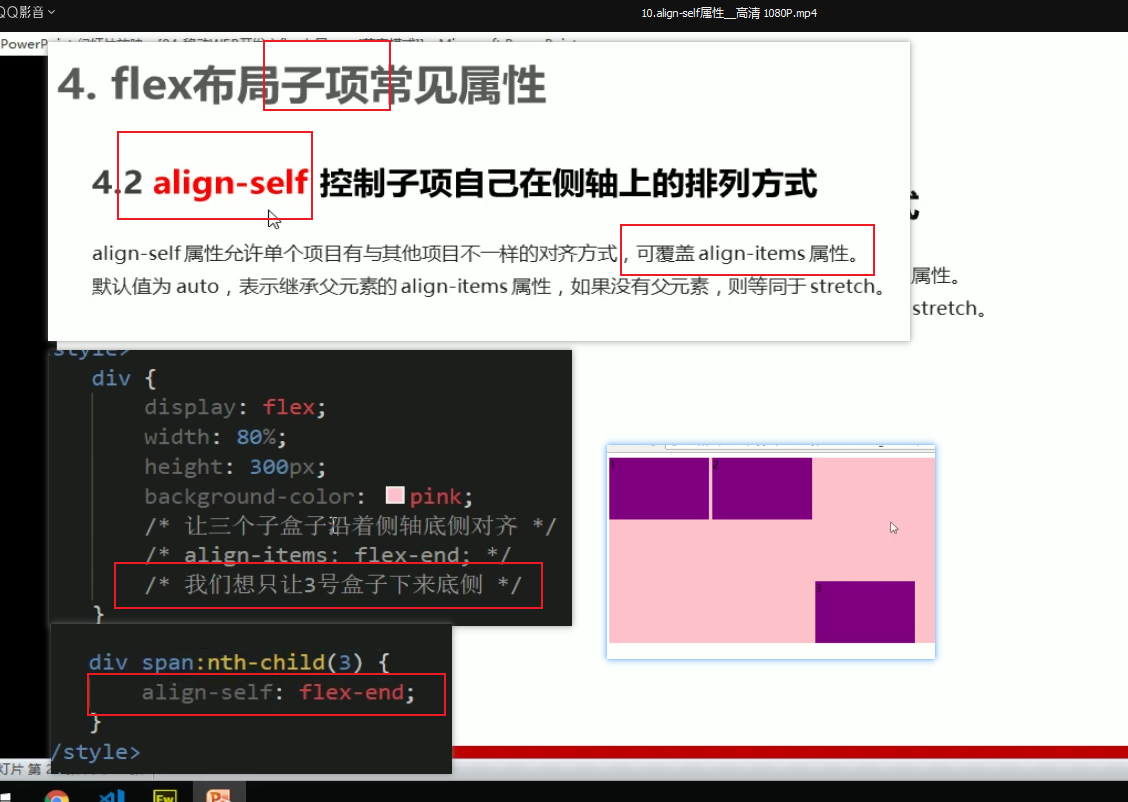 QQ影音
10.align-self属性__高清 1080P.mp4
4. flex布局子项常见属性
4.2 align-self 控制子项自己在侧轴上的排列方式
align-self 属性允许单个项目有与其他项目不一样的对齐方式，可覆盖 align-items 属性。
默认值为 auto，表示继承父元素的 align-items 属性，如果没有父元素，则等同于 stretch。
属性。
stretch。
style>
div {
display: flex;
width: 80%;
height: 300px;
background-color: pink;
/* 让三个子盒子沿着侧轴底侧对齐 */
/* align-items: flex-end; */
/* 我们想只让3号盒子下来底侧 */
}
1
2
3
div span:nth-child(3) {
align-self: flex-end;
}
/style>
灯片 第
Fw